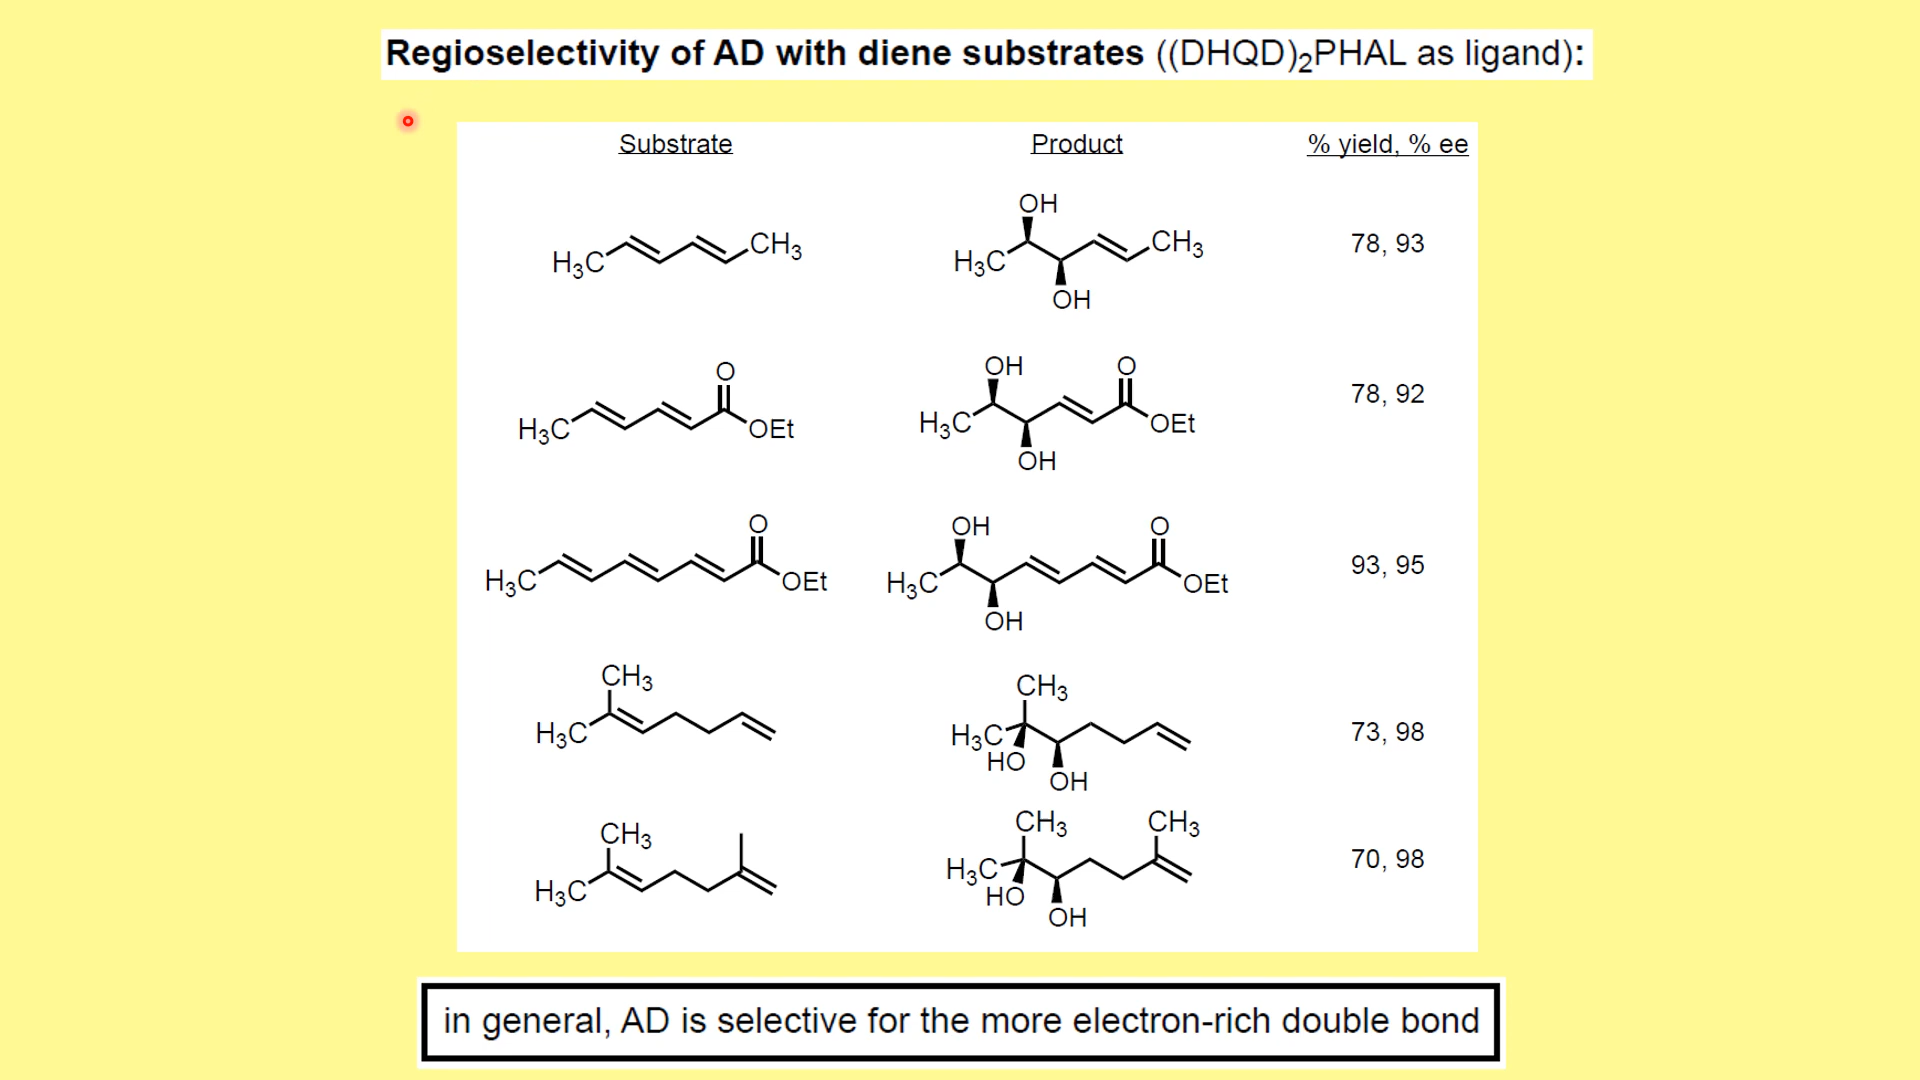 Regioselectivity of AD with diene substrates ((DHQD)₂PHAL as ligand):
Substrate Product % yield, % ee
OH
H₃C CH₃ H₃C CH₃ 78, 93
OH
O OH O
H₃C OEt H₃C OEt 78, 92
OH
O OH O
H₃C OEt H₃C OEt 93, 95
OH
CH₃ CH₃
H₃C H₃C 73, 98
HO
OH
CH₃ CH₃ CH₃
H₃C H₃C 70, 98
HO
OH
in general, AD is selective for the more electron-rich double bond